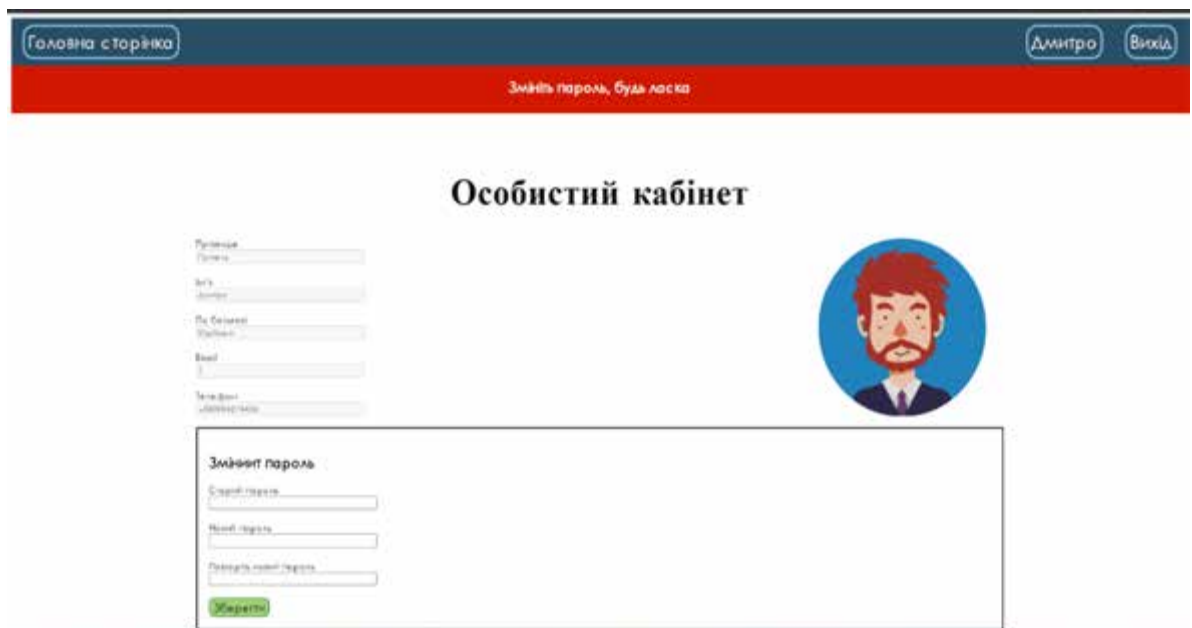 Головна сторінка
Дмитро
Вихід
Змініть пароль, будь ласка
Особистий кабінет
Прізвище
Ім'я
По батькові
Email
Телефон
Змінинт пароль
Старий пароль
Новий пароль
Повторіть новий пароль
Зберегти